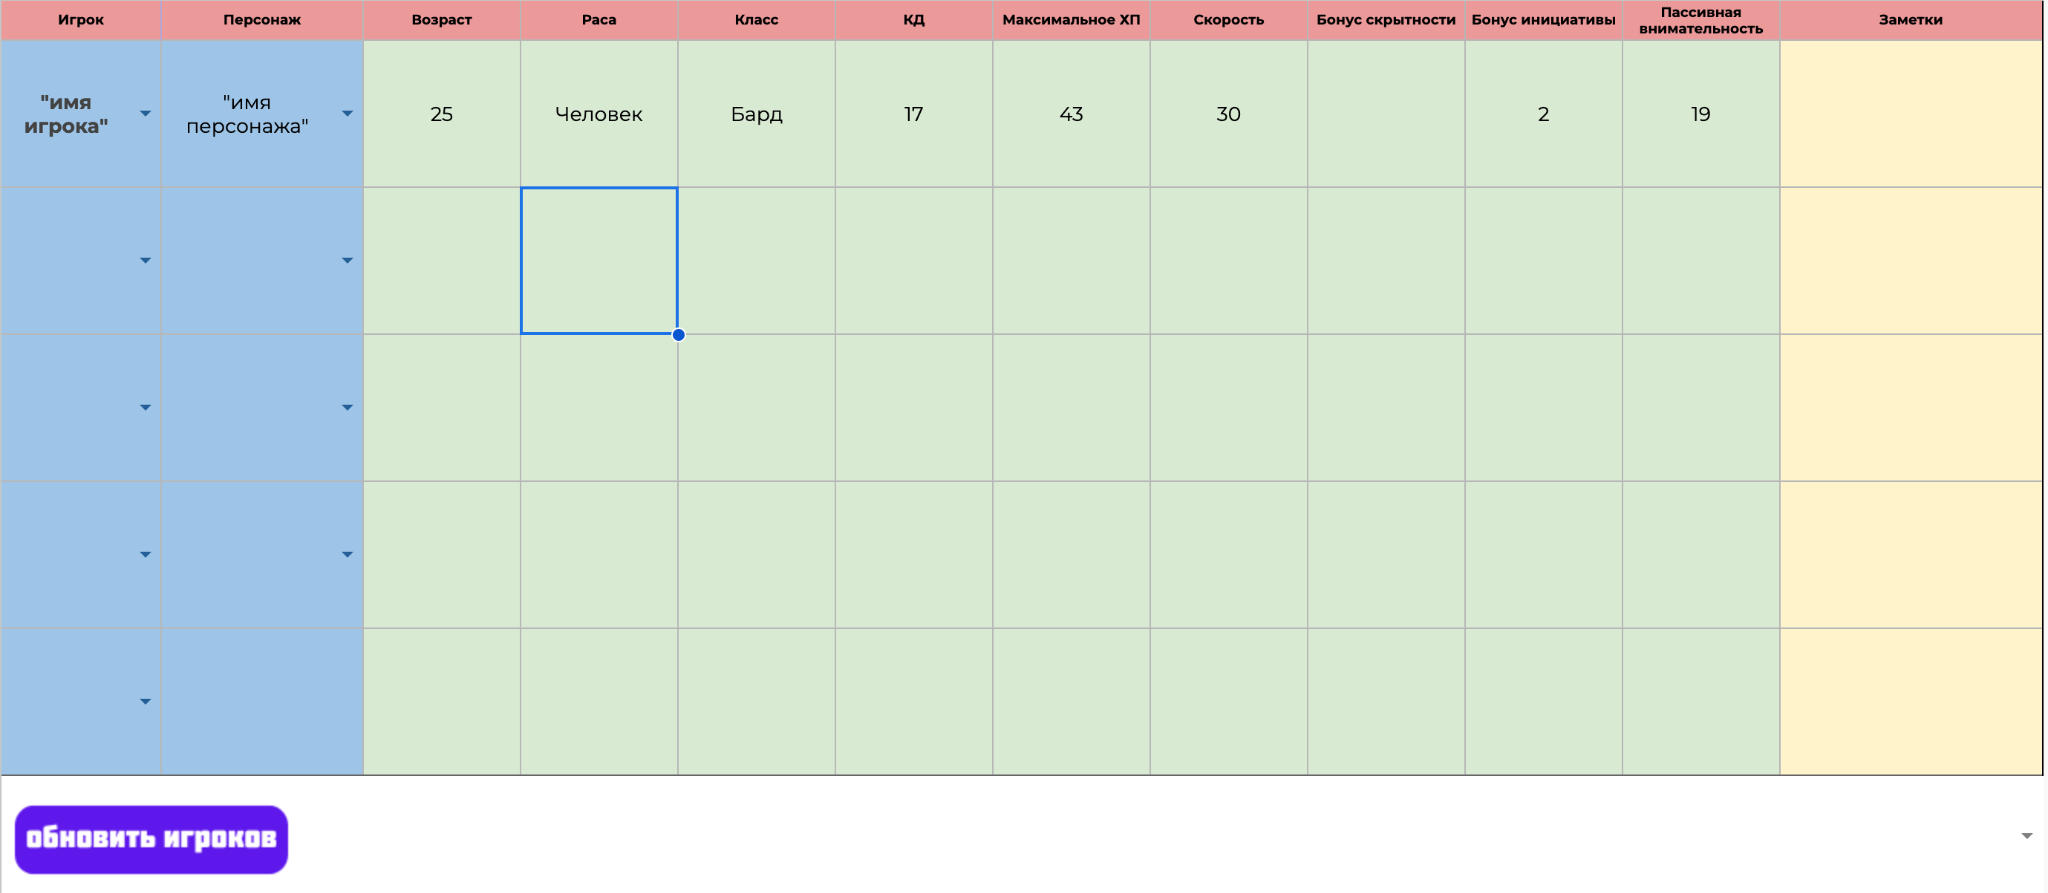 Игрок Персонаж Возраст Раса Класс КД Максимальное ХП Скорость Бонус скрытности Бонус инициативы Пассивная внимательность Заметки
"имя игрока" "имя персонажа" 25 Человек Бард 17 43 30 2 19
обновить игроков